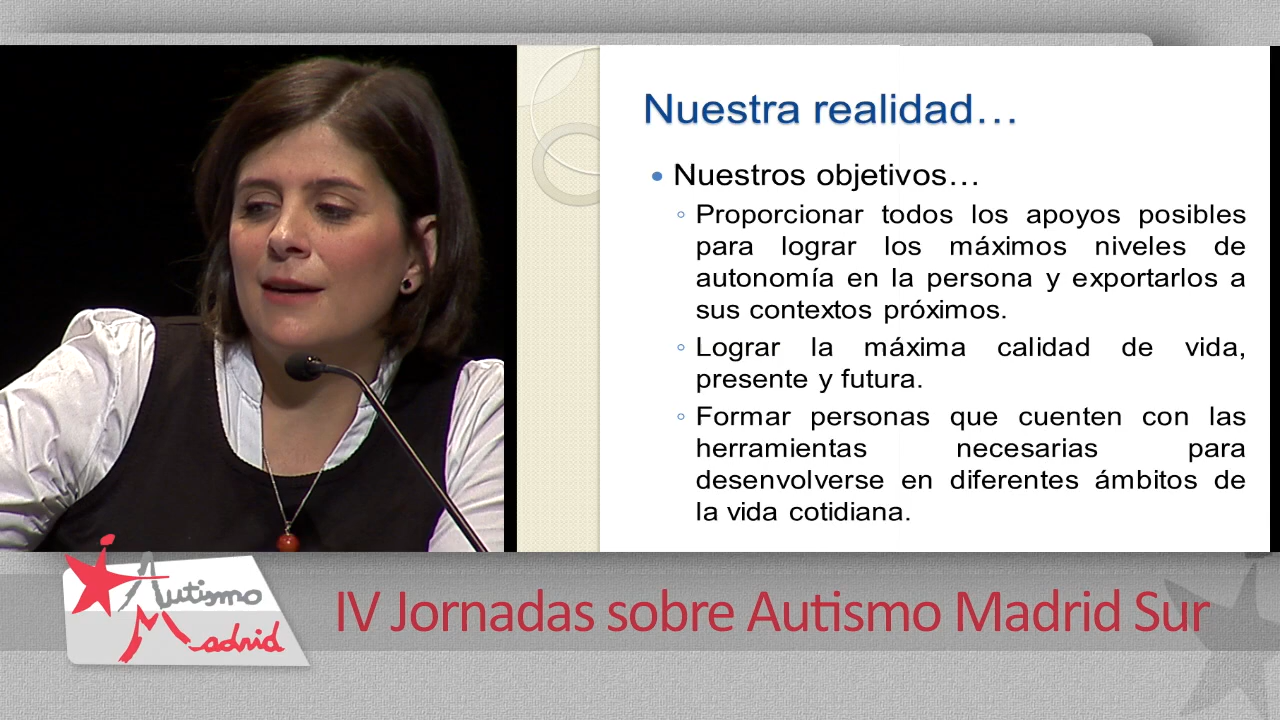 Nuestra realidad…
Nuestros objetivos…
Proporcionar todos los apoyos posibles
para lograr los máximos niveles de
autonomía en la persona y exportarlos a
sus contextos próximos.
Lograr la máxima calidad de vida,
presente y futura.
Formar personas que cuenten con las
herramientas necesarias para
desenvolverse en diferentes ámbitos de
la vida cotidiana.
Autismo
Madrid
IV Jornadas sobre Autismo Madrid Sur